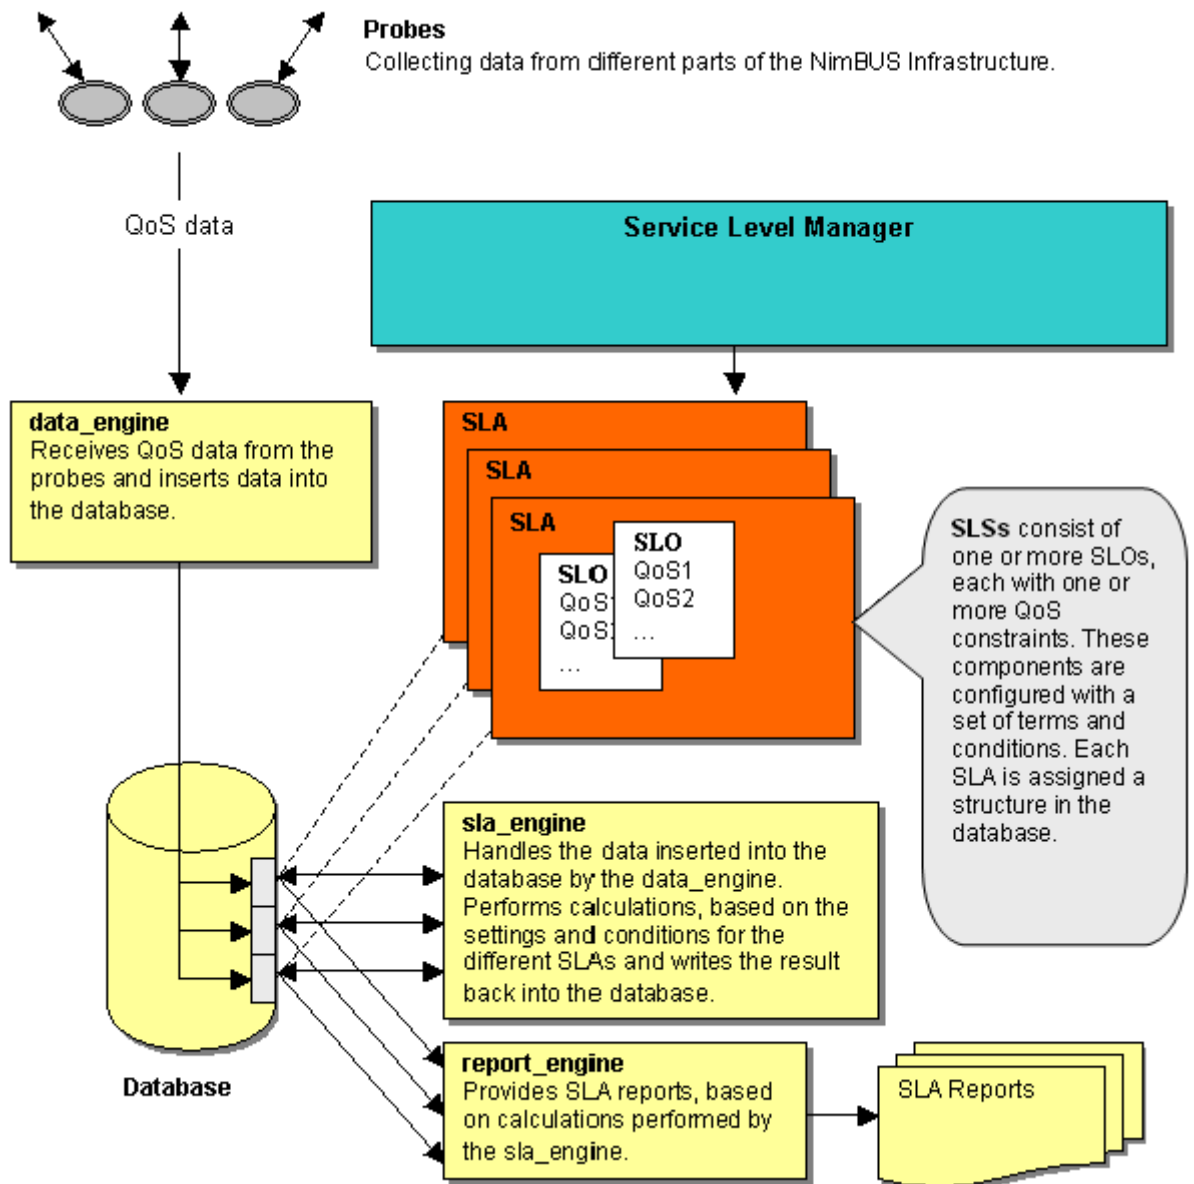 Probes
Collecting data from different parts of the NimBUS Infrastructure.
QoS data
Service Level Manager
data_engine
Receives QoS data from the
probes and inserts data into
the database.
SLA
SLA
SLA
SLO
QoS1
QoS2
...
SLO
QoS
QoS
...
SLSs consist of
one or more SLOs,
each with one or
more QoS
constraints. These
components are
configured with a
set of terms and
conditions. Each
SLA is assigned a
structure in the
database.
sla_engine
Handles the data inserted into the
database by the data_engine.
Performs calculations, based on the
settings and conditions for the
different SLAs and writes the result
back into the database.
Database
report_engine
Provides SLA reports, based
on calculations performed by
the sla_engine.
SLA Reports